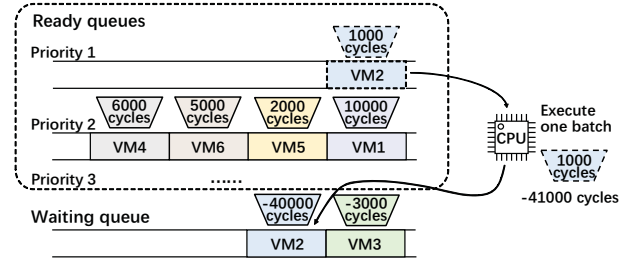 Ready queues
1000
cycles
Priority 1
VM2
6000
cycles
5000
cycles
2000
cycles
10000
cycles
Priority 2
VM4
VM6
VM5
VM1
Priority 3
......
CPU
Execute
one batch
1000
cycles
-41000 cycles
Waiting queue
-40000
cycles
-3000
cycles
VM2
VM3